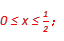 0 ≤ x ≤ 1/2;